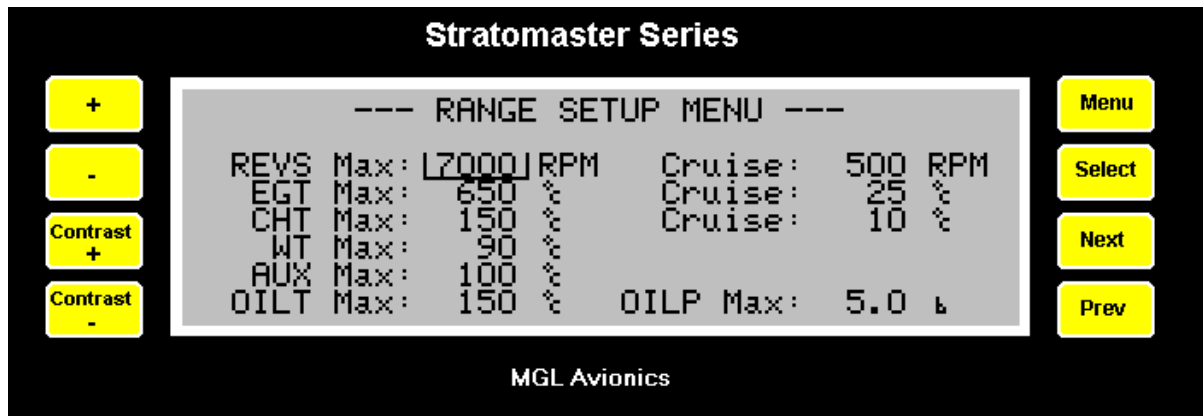 Stratomaster Series
+
-
Contrast
+
Contrast
-
--- RANGE SETUP MENU ---
REVS Max: 7000 RPM Cruise: 500 RPM
EGT Max: 650 °c Cruise: 25 °c
CHT Max: 150 °c Cruise: 10 °c
WT Max: 90 °c
AUX Max: 100 °c
OILT Max: 150 °c OILP Max: 5.0 b
Menu
Select
Next
Prev
MGL Avionics